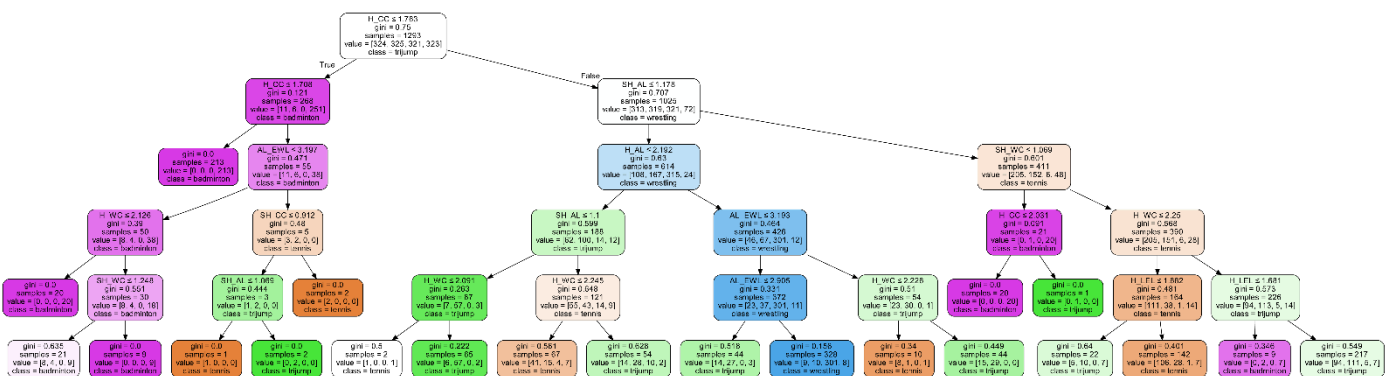 H_CC ≤ 1.783
gini = 0.75
samples = 1293
value = [324, 325, 321, 323]
class = trijump
True
False
H_CC ≤ 1.708
gini = 0.121
samples = 268
value = [11, 6, 0, 251]
class = badminton
SH_AL ≤ 1.178
gini = 0.707
samples = 1025
value = [313, 319, 321, 72]
class = wrestling
gini = 0.0
samples = 213
value = [0, 0, 0, 213]
class = badminton
AL_EWL ≤ 3.197
gini = 0.471
samples = 55
value = [11, 6, 0, 38]
class = badminton
H_AL ≤ 2.192
gini = 0.63
samples = 614
value = [108, 167, 315, 24]
class = wrestling
SH_WC ≤ 1.069
gini = 0.601
samples = 411
value = [205, 152, 6, 48]
class = tennis
H_WC ≤ 2.126
gini = 0.39
samples = 50
value = [8, 4, 0, 38]
class = badminton
SH_CC ≤ 0.912
gini = 0.48
samples = 5
value = [3, 2, 0, 0]
class = tennis
SH_AL ≤ 1.1
gini = 0.599
samples = 188
value = [62, 100, 14, 12]
class = trijump
AL_EWL ≤ 3.193
gini = 0.464
samples = 426
value = [46, 67, 301, 12]
class = wrestling
H_CC ≤ 2.031
gini = 0.091
samples = 21
value = [0, 1, 0, 20]
class = badminton
H_WC ≤ 2.25
gini = 0.568
samples = 390
value = [205, 151, 6, 28]
class = tennis
gini = 0.0
samples = 20
value = [0, 0, 0, 20]
class = badminton
SH_WC ≤ 1.248
gini = 0.551
samples = 30
value = [8, 4, 0, 18]
class = badminton
SH_AL ≤ 1.069
gini = 0.444
samples = 3
value = [1, 2, 0, 0]
class = trijump
gini = 0.0
samples = 2
value = [2, 0, 0, 0]
class = tennis
H_WC ≤ 2.091
gini = 0.263
samples = 67
value = [7, 57, 0, 3]
class = trijump
H_WC ≤ 2.245
gini = 0.648
samples = 121
value = [55, 43, 14, 9]
class = tennis
AL_EWL ≤ 2.905
gini = 0.331
samples = 372
value = [23, 37, 301, 11]
class = wrestling
H_WC ≤ 2.228
gini = 0.51
samples = 54
value = [23, 30, 0, 1]
class = trijump
gini = 0.0
samples = 20
value = [0, 0, 0, 20]
class = badminton
gini = 0.0
samples = 1
value = [0, 1, 0, 0]
class = trijump
H_LEL ≤ 1.882
gini = 0.481
samples = 164
value = [111, 38, 1, 14]
class = tennis
H_LEL ≤ 1.681
gini = 0.573
samples = 226
value = [94, 113, 5, 14]
class = trijump
gini = 0.635
samples = 21
value = [8, 4, 0, 9]
class = badminton
gini = 0.0
samples = 9
value = [0, 0, 0, 9]
class = badminton
gini = 0.0
samples = 1
value = [1, 0, 0, 0]
class = tennis
gini = 0.0
samples = 2
value = [0, 2, 0, 0]
class = trijump
gini = 0.5
samples = 2
value = [1, 0, 0, 1]
class = tennis
gini = 0.222
samples = 65
value = [6, 57, 0, 2]
class = trijump
gini = 0.561
samples = 67
value = [41, 15, 4, 7]
class = tennis
gini = 0.628
samples = 54
value = [14, 28, 10, 2]
class = trijump
gini = 0.518
samples = 44
value = [14, 27, 0, 3]
class = trijump
gini = 0.156
samples = 328
value = [9, 10, 301, 8]
class = wrestling
gini = 0.34
samples = 10
value = [8, 1, 0, 1]
class = tennis
gini = 0.449
samples = 44
value = [15, 29, 0, 0]
class = trijump
gini = 0.64
samples = 22
value = [5, 10, 0, 7]
class = trijump
gini = 0.401
samples = 142
value = [106, 28, 1, 7]
class = tennis
gini = 0.346
samples = 9
value = [0, 2, 0, 7]
class = badminton
gini = 0.549
samples = 217
value = [94, 111, 5, 7]
class = trijump